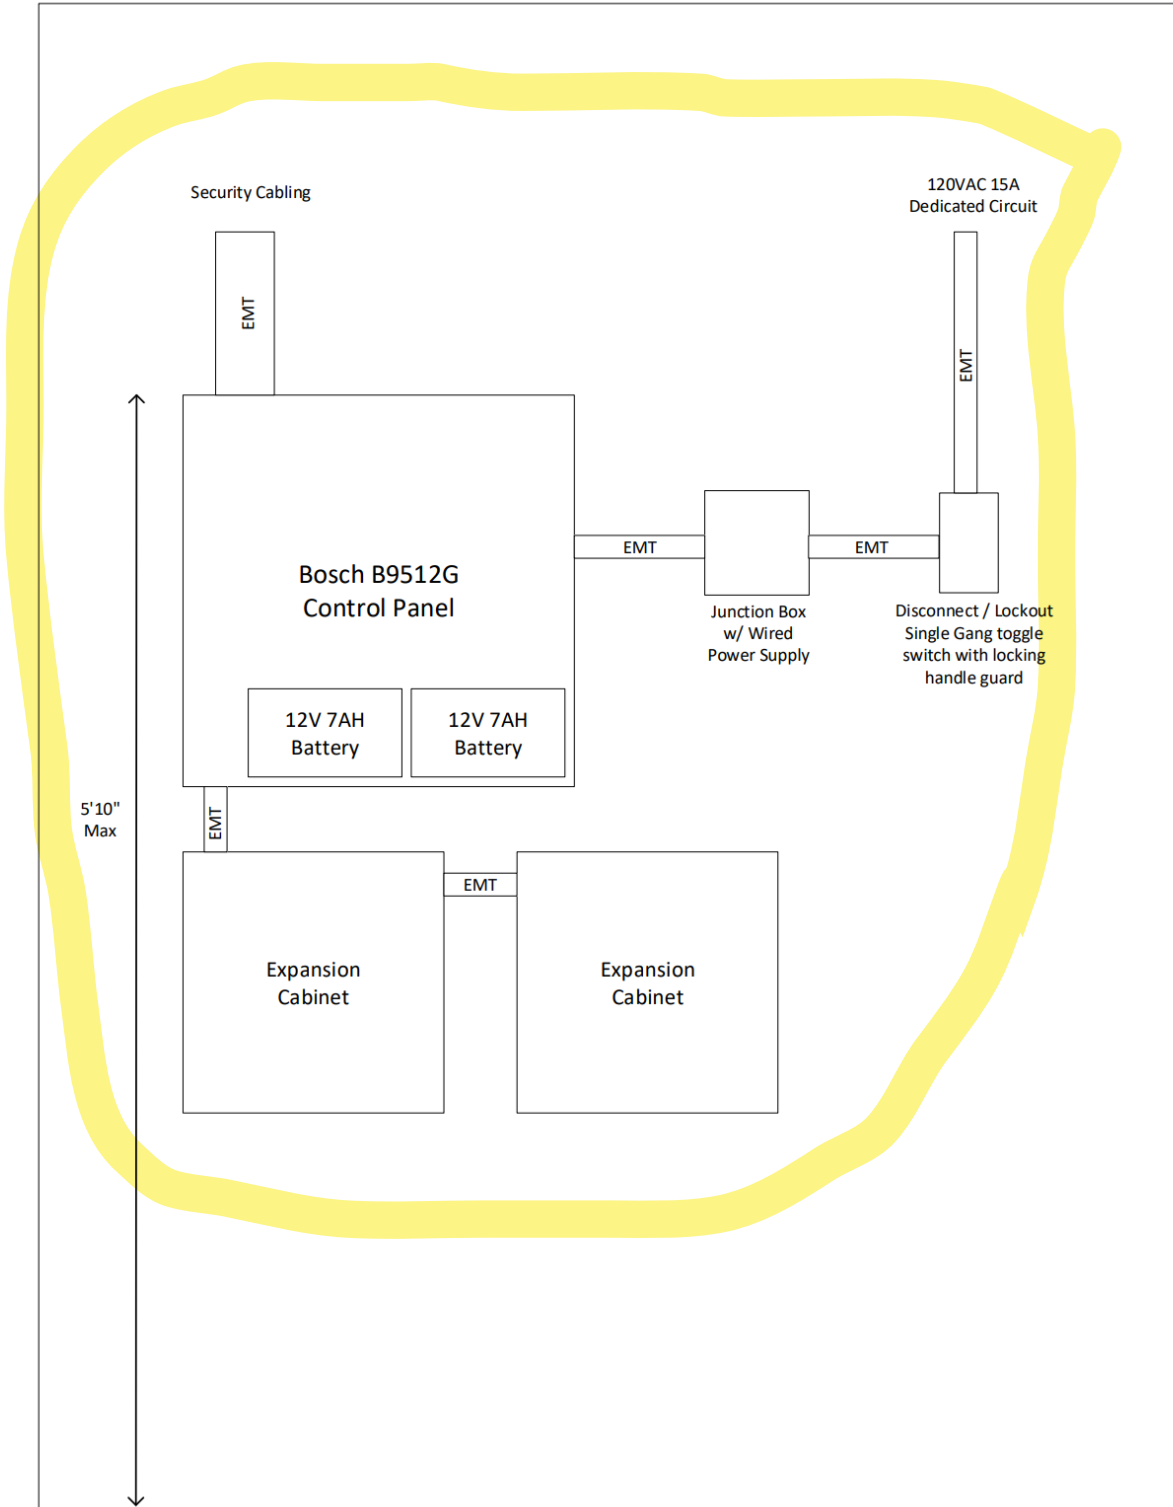 Security Cabling
120VAC 15A
Dedicated Circuit
EMT
EMT
Bosch B9512G
Control Panel
EMT
EMT
Junction Box
w/ Wired
Power Supply
Disconnect / Lockout
Single Gang toggle
switch with locking
handle guard
12V 7AH
Battery
12V 7AH
Battery
5'10"
Max
EMT
EMT
Expansion
Cabinet
Expansion
Cabinet